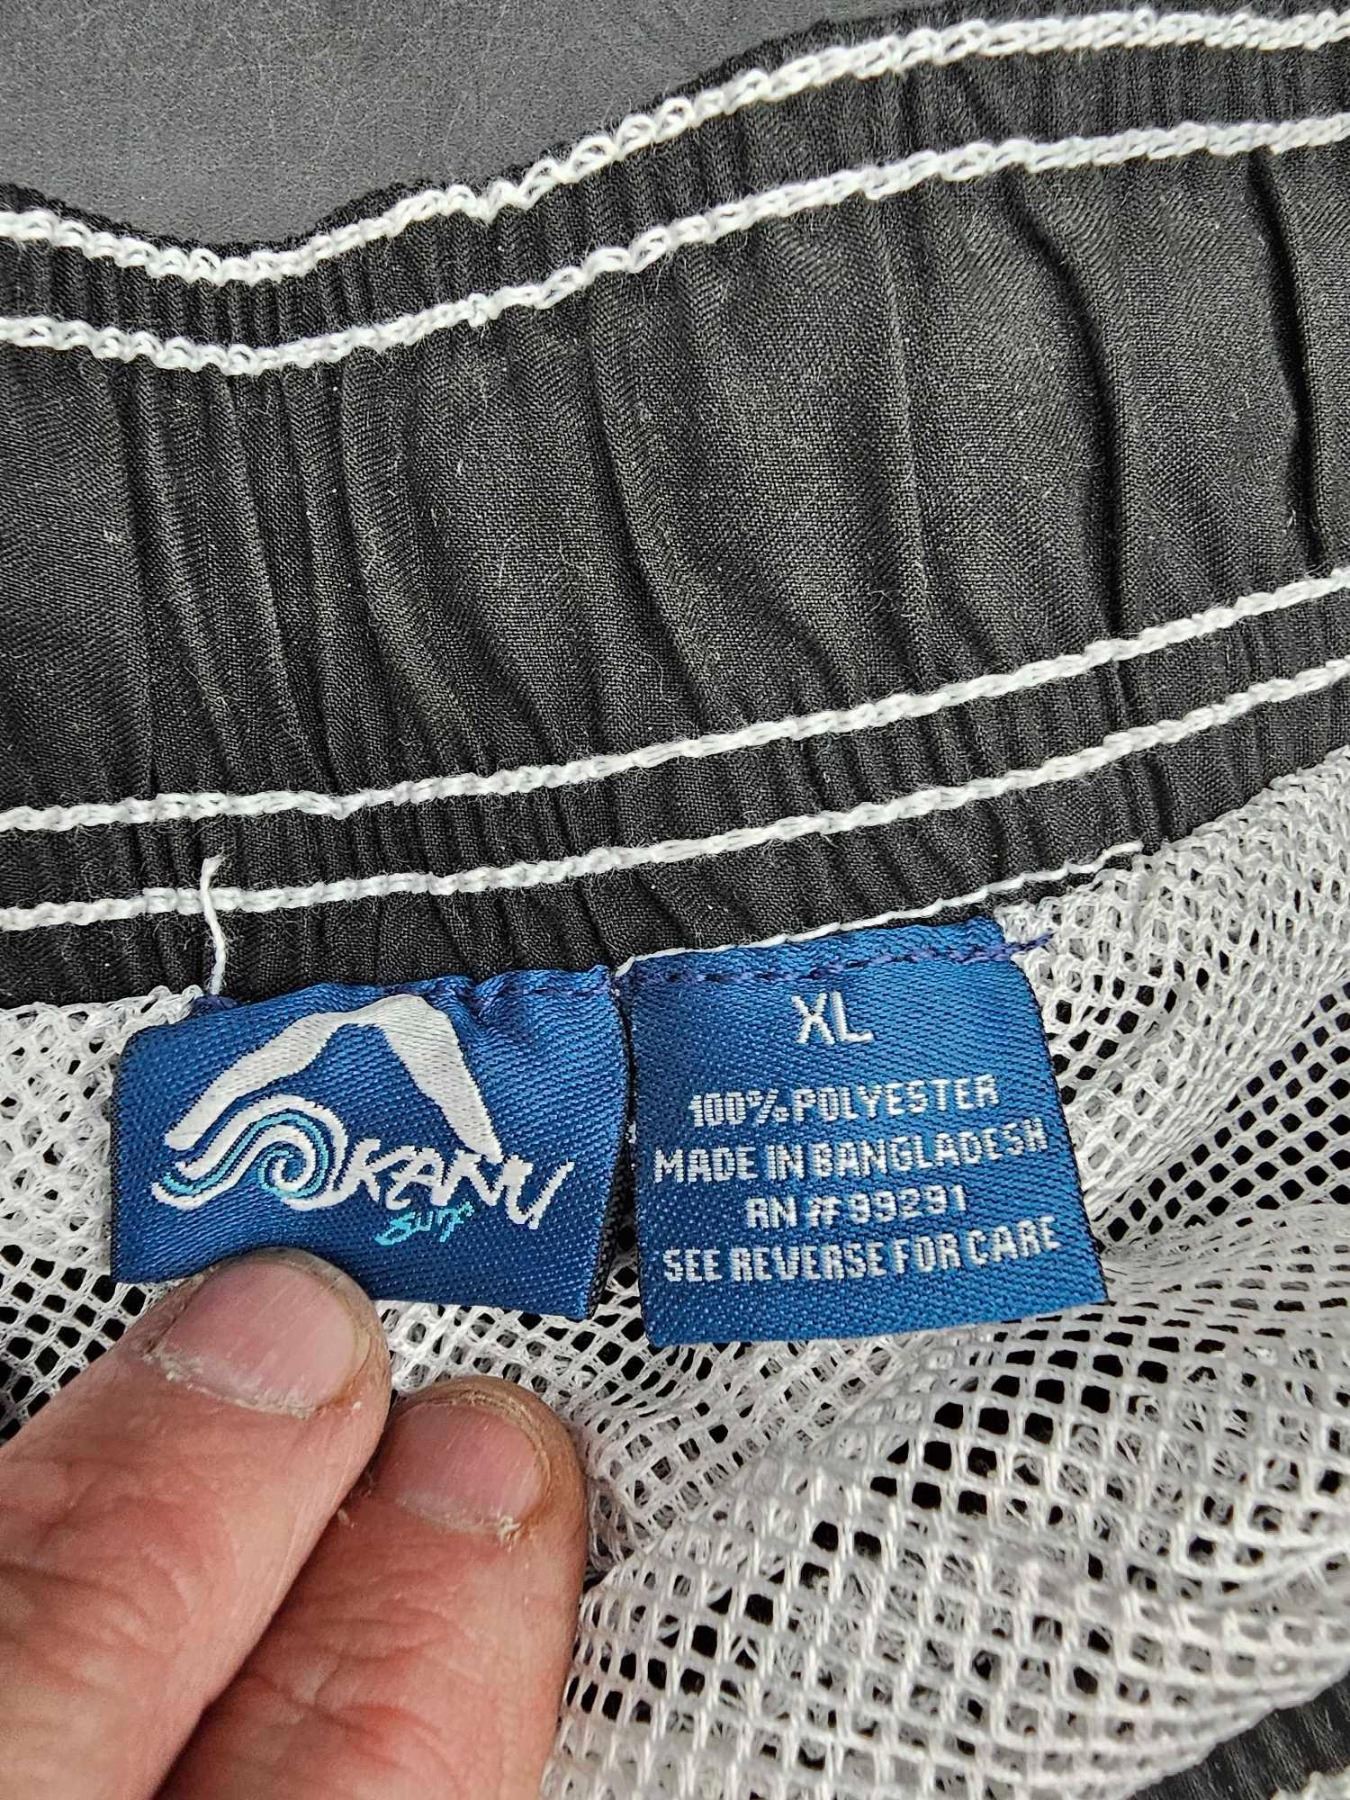 KANU
Surf
XL
100% POLYESTER
MADE IN BANGLADESH
RN # 99291
SEE REVERSE FOR CARE